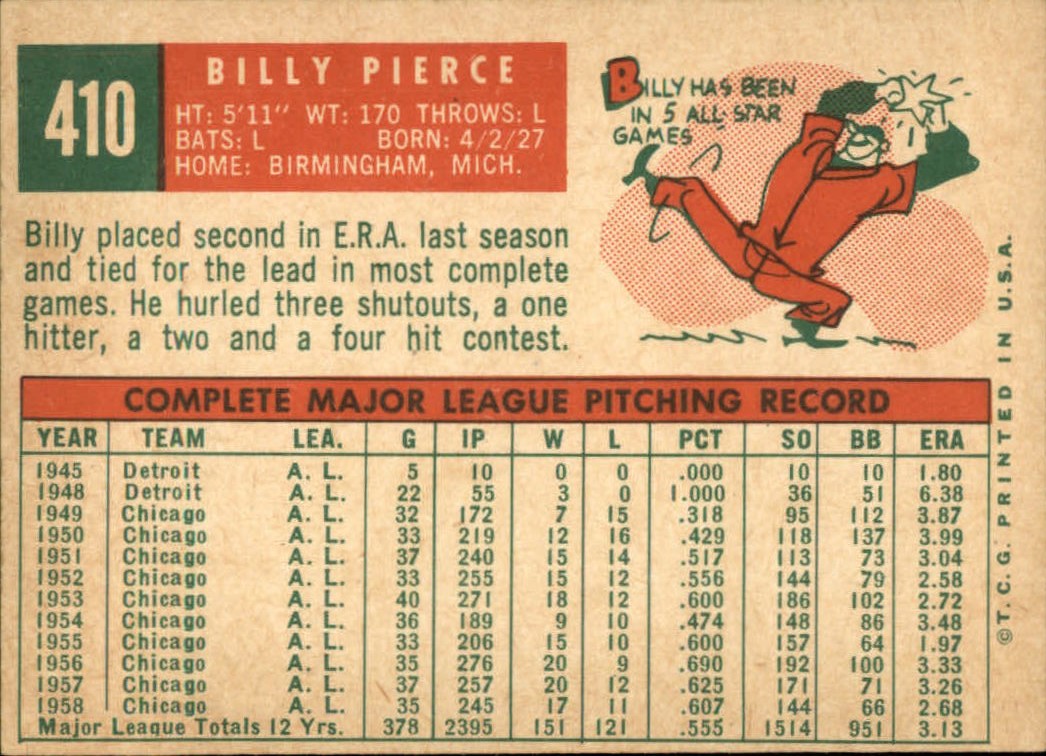 410
BILLY PIERCE
HT: 5'11" WT: 170 THROWS: L
BATS: L BORN: 4/2/27
HOME: BIRMINGHAM, MICH.
BILLY HAS BEEN
IN 5 ALL STAR
GAMES
Billy placed second in E.R.A. last season
and tied for the lead in most complete
games. He hurled three shutouts, a one
hitter, a two and a four hit contest.
COMPLETE MAJOR LEAGUE PITCHING RECORD
YEAR TEAM LEA. G IP W L PCT SO BB ERA
1945 Detroit A. L. 5 10 0 0 .000 10 10 1.80
1948 Detroit A. L. 22 55 3 0 1.000 36 51 6.38
1949 Chicago A. L. 32 172 7 15 .318 95 112 3.87
1950 Chicago A. L. 33 219 12 16 .429 118 137 3.99
1951 Chicago A. L. 37 240 15 14 .517 113 73 3.04
1952 Chicago A. L. 33 255 15 12 .556 144 79 2.58
1953 Chicago A. L. 40 271 18 12 .600 186 102 2.72
1954 Chicago A. L. 36 189 9 10 .474 148 86 3.48
1955 Chicago A. L. 33 206 15 10 .600 157 64 1.97
1956 Chicago A. L. 35 276 20 9 .690 192 100 3.33
1957 Chicago A. L. 37 257 20 12 .625 171 71 3.26
1958 Chicago A. L. 35 245 17 11 .607 144 66 2.68
Major League Totals 12 Yrs. 378 2395 151 121 .555 1514 951 3.13
©T. C. G. PRINTED IN U.S.A.